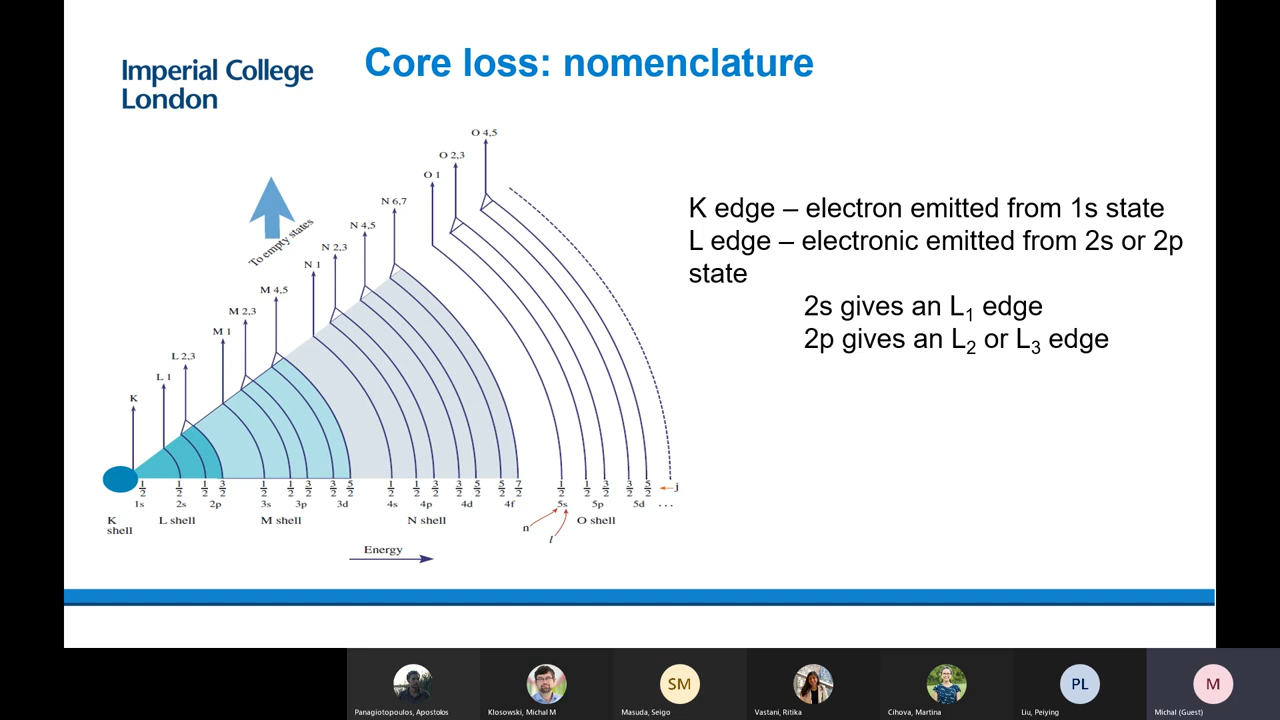 Imperial College
London
Core loss: nomenclature
K edge – electron emitted from 1s state
L edge – electronic emitted from 2s or 2p
state
2s gives an L1 edge
2p gives an L2 or L3 edge
O 4,5
O 2,3
O 1
N 6,7
N 4,5
N 2,3
N 1
To empty states
M 4,5
M 2,3
M 1
L 2,3
L 1
K
1/2 1/2 1/2 3/2 1/2 1/2 3/2 3/2 5/2 1/2 1/2 3/2 3/2 5/2 5/2 7/2 1/2 1/2 3/2 3/2 5/2 j
1s 2s 2p 3s 3p 3d 4s 4p 4d 4f 5s 5p 5d ...
K shell L shell M shell N shell O shell
n
l
Energy
SM
PL
M
Panagiotopoulos, Apostolos
Klosowski, Michal M
Masuda, Seigo
Vastani, Ritika
Cihova, Martina
Liu, Peiying
Michal (Guest)